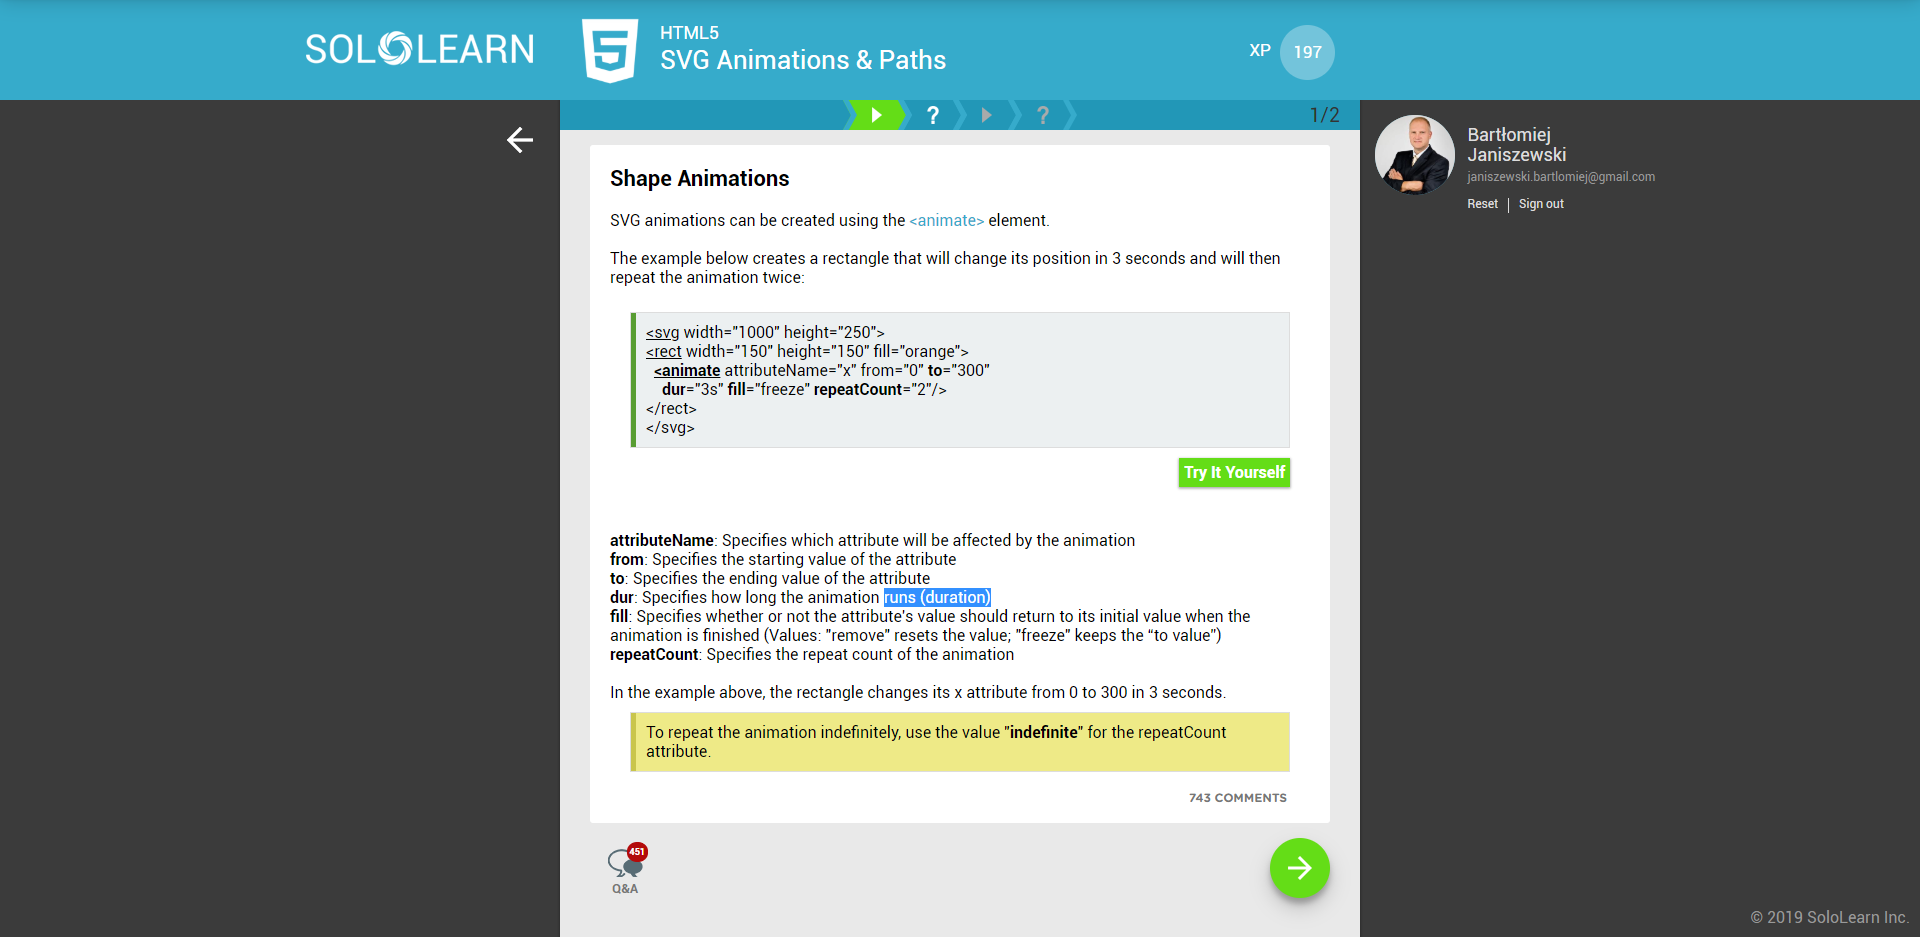 SOLOLEARN
HTML5
SVG Animations & Paths
XP 197
? ? 1/2
Bartłomiej
Janiszewski
janiszewski.bartlomiej@gmail.com
Reset | Sign out
Shape Animations
SVG animations can be created using the <animate> element.
The example below creates a rectangle that will change its position in 3 seconds and will then
repeat the animation twice:
<svg width="1000" height="250">
<rect width="150" height="150" fill="orange">
<animate attributeName="x" from="0" to="300"
dur="3s" fill="freeze" repeatCount="2"/>
</rect>
</svg>
Try It Yourself
attributeName: Specifies which attribute will be affected by the animation
from: Specifies the starting value of the attribute
to: Specifies the ending value of the attribute
dur: Specifies how long the animation runs (duration)
fill: Specifies whether or not the attribute's value should return to its initial value when the
animation is finished (Values: "remove" resets the value; "freeze" keeps the “to value”)
repeatCount: Specifies the repeat count of the animation
In the example above, the rectangle changes its x attribute from 0 to 300 in 3 seconds.
To repeat the animation indefinitely, use the value "indefinite" for the repeatCount
attribute.
743 COMMENTS
451
Q&A
© 2019 SoloLearn Inc.